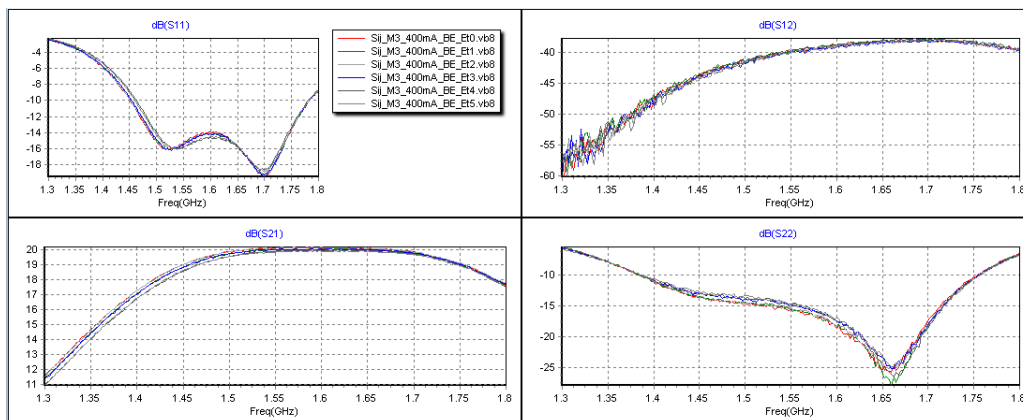 dB(S11)
-4
-6
-8
-10
-12
-14
-16
-18
1.3 1.35 1.4 1.45 1.5 1.55 1.6 1.65 1.7 1.75 1.8
Freq(GHz)
Sij_M3_400mA_BE_Et0.vb8
Sij_M3_400mA_BE_Et1.vb8
Sij_M3_400mA_BE_Et2.vb8
Sij_M3_400mA_BE_Et3.vb8
Sij_M3_400mA_BE_Et4.vb8
Sij_M3_400mA_BE_Et5.vb8
dB(S12)
-40
-45
-50
-55
-60
1.3 1.35 1.4 1.45 1.5 1.55 1.6 1.65 1.7 1.75 1.8
Freq(GHz)
dB(S21)
20
19
18
17
16
15
14
13
12
11
1.3 1.35 1.4 1.45 1.5 1.55 1.6 1.65 1.7 1.75 1.8
Freq(GHz)
dB(S22)
-10
-15
-20
-25
1.3 1.35 1.4 1.45 1.5 1.55 1.6 1.65 1.7 1.75 1.8
Freq(GHz)